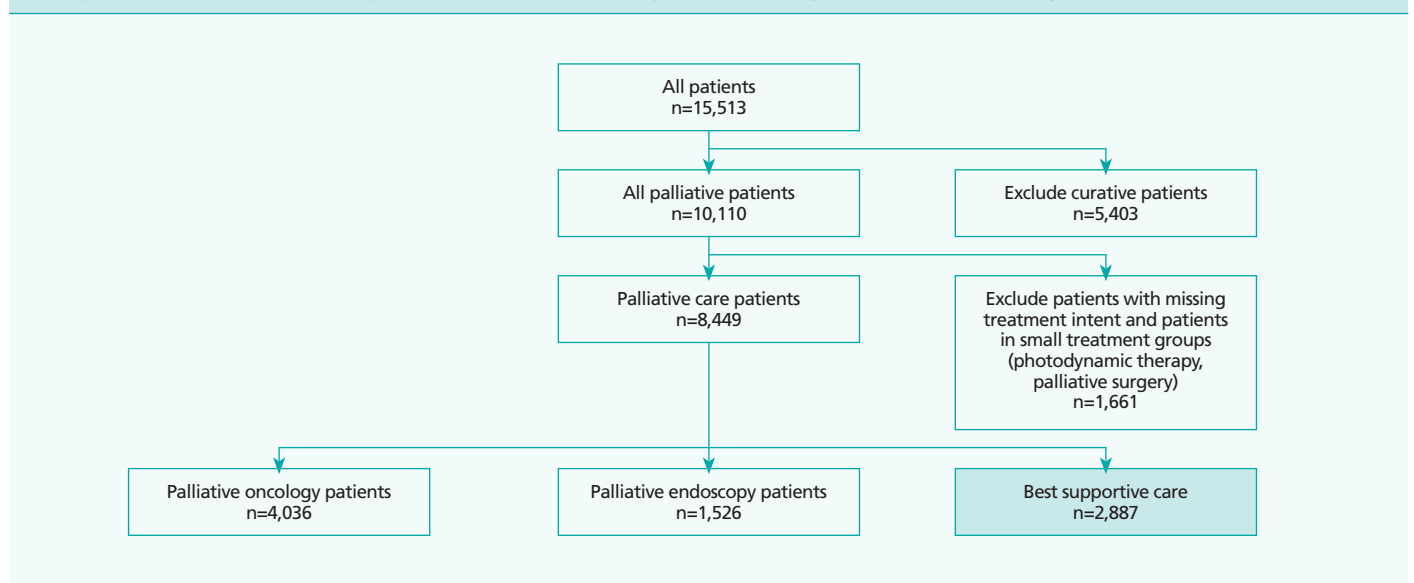 All patients
n=15,513
All palliative patients
n=10,110
Exclude curative patients
n=5,403
Palliative care patients
n=8,449
Exclude patients with missing
treatment intent and patients
in small treatment groups
(photodynamic therapy,
palliative surgery)
n=1,661
Palliative oncology patients
n=4,036
Palliative endoscopy patients
n=1,526
Best supportive care
n=2,887